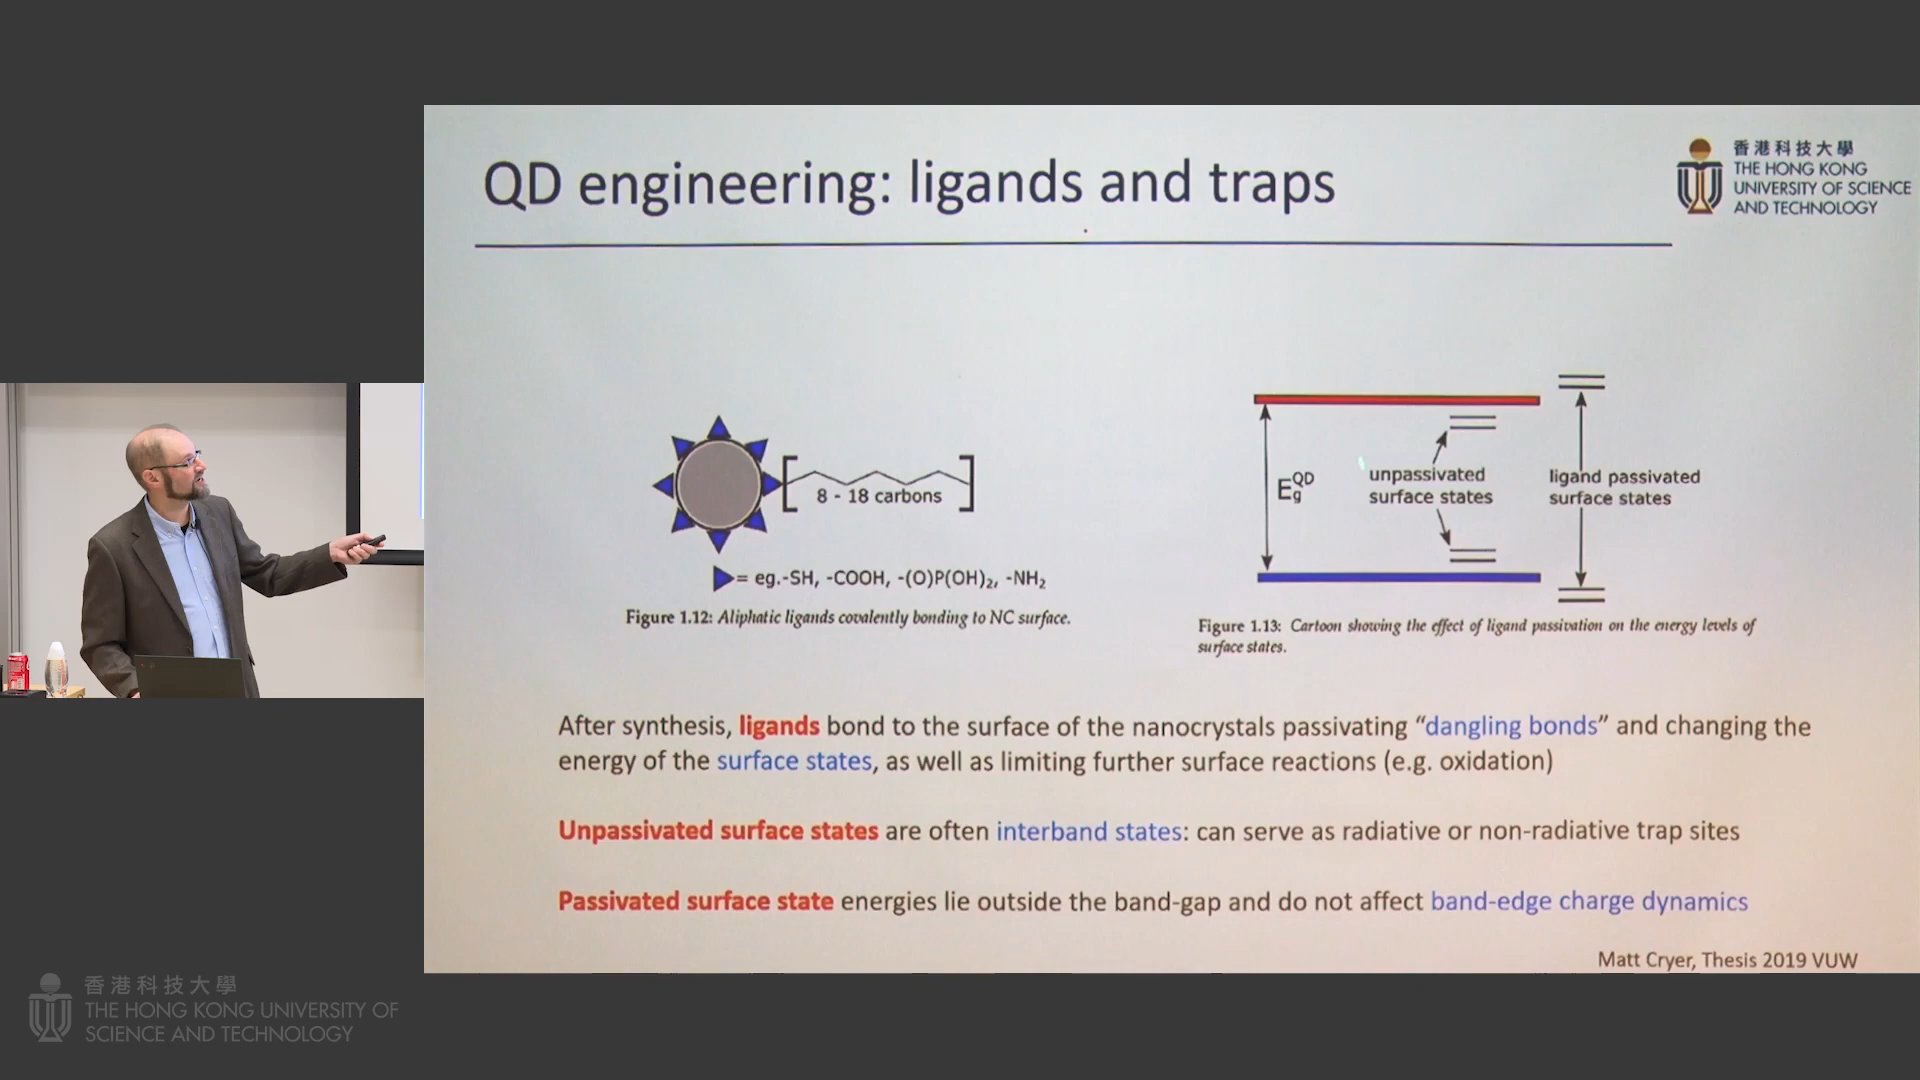 QD engineering: ligands and traps
香港科技大學
THE HONG KONG
UNIVERSITY OF SCIENCE
AND TECHNOLOGY
8 - 18 carbons
= eg.-SH, -COOH, -(O)P(OH)₂, -NH₂
Figure 1.12: Aliphatic ligands covalently bonding to NC surface.
E_g^QD
unpassivated
surface states
ligand passivated
surface states
Figure 1.13: Cartoon showing the effect of ligand passivation on the energy levels of
surface states.
After synthesis, ligands bond to the surface of the nanocrystals passivating “dangling bonds” and changing the
energy of the surface states, as well as limiting further surface reactions (e.g. oxidation)
Unpassivated surface states are often interband states: can serve as radiative or non-radiative trap sites
Passivated surface state energies lie outside the band-gap and do not affect band-edge charge dynamics
Matt Cryer, Thesis 2019 VUW
香港科技大學
THE HONG KONG UNIVERSITY OF
SCIENCE AND TECHNOLOGY